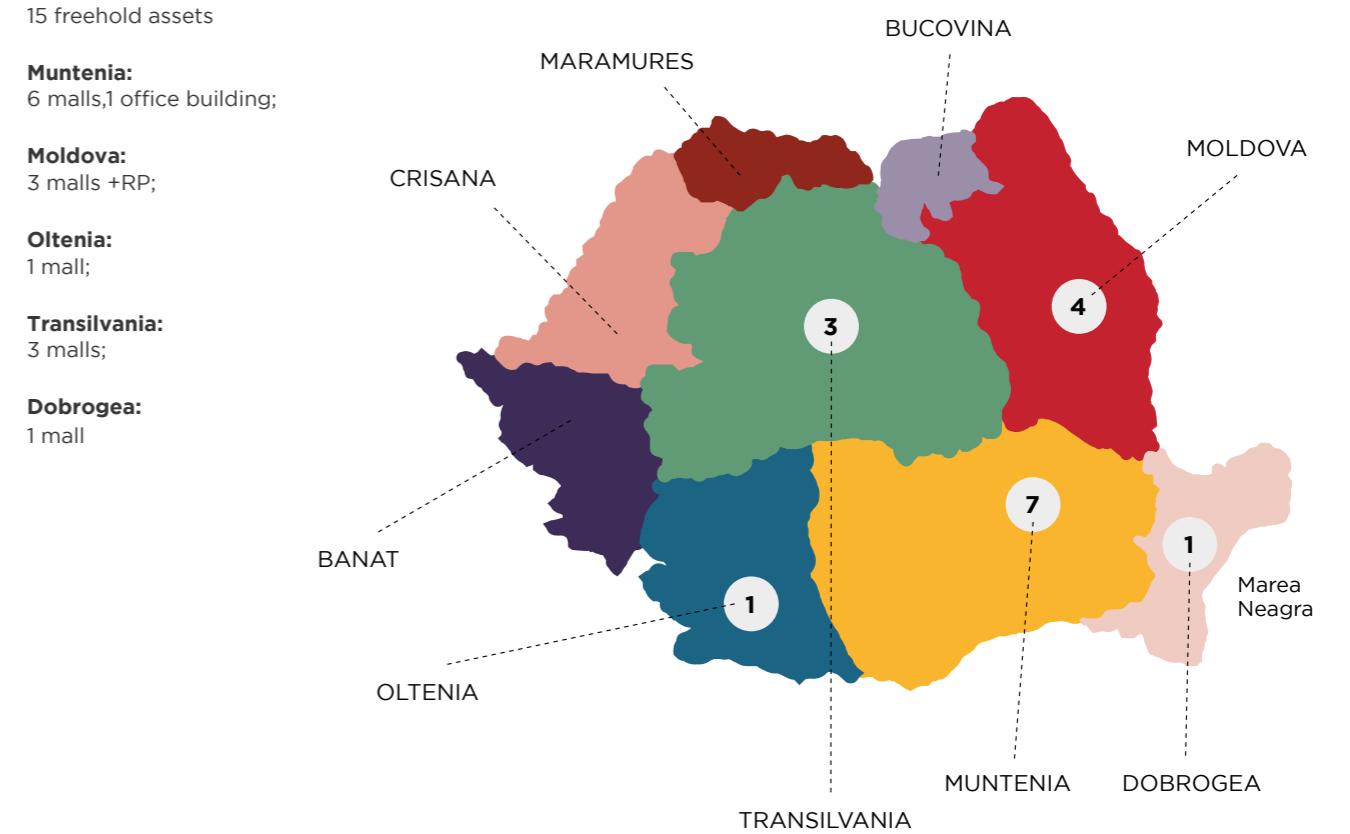 15 freehold assets
Muntenia:
6 malls,1 office building;
Moldova:
3 malls +RP;
Oltenia:
1 mall;
Transilvania:
3 malls;
Dobrogea:
1 mall
BUCOVINA
MARAMURES
MOLDOVA
CRISANA
4
3
7
1
BANAT
Marea
Neagra
1
OLTENIA
MUNTENIA
DOBROGEA
TRANSILVANIA